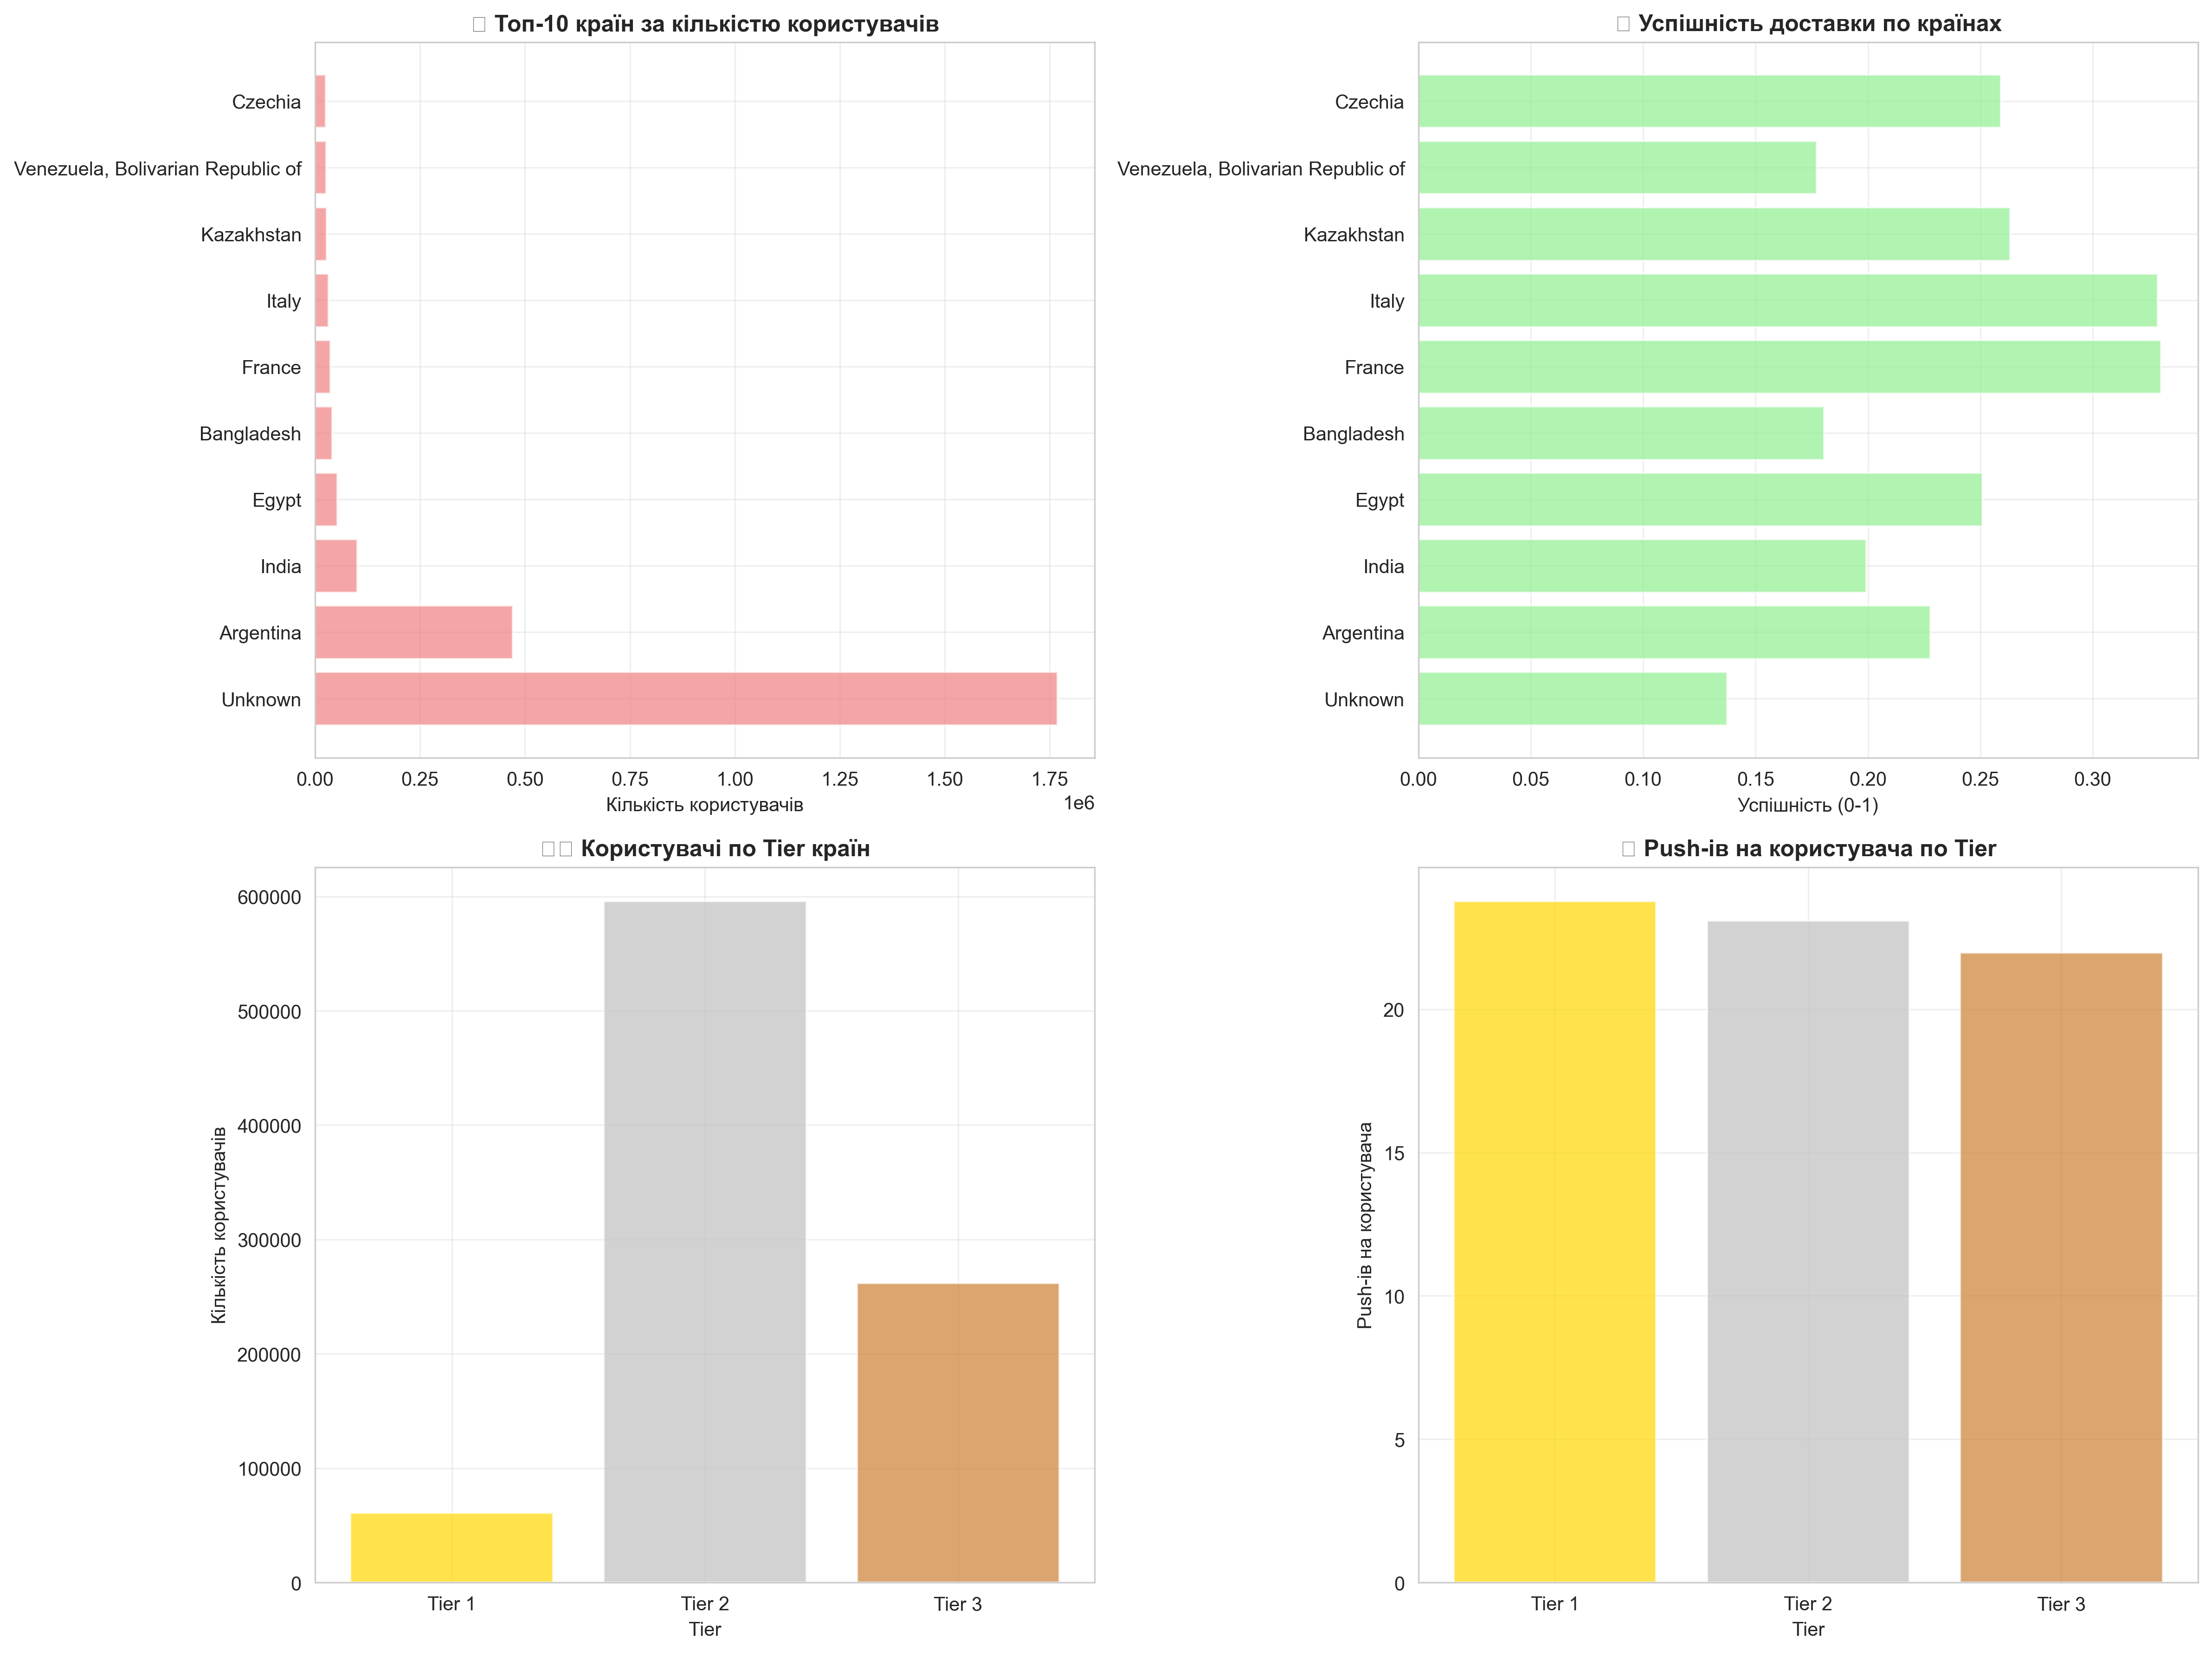 Топ-10 країн за кількістю користувачів
Czechia
Venezuela, Bolivarian Republic of
Kazakhstan
Italy
France
Bangladesh
Egypt
India
Argentina
Unknown
0.00 0.25 0.50 0.75 1.00 1.25 1.50 1.75
1e6
Кількість користувачів
Успішність доставки по країнах
Czechia
Venezuela, Bolivarian Republic of
Kazakhstan
Italy
France
Bangladesh
Egypt
India
Argentina
Unknown
0.00 0.05 0.10 0.15 0.20 0.25 0.30
Успішність (0-1)
Користувачі по Tier країн
Кількість користувачів
600000
500000
400000
300000
200000
100000
0
Tier 1 Tier 2 Tier 3
Tier
Push-ів на користувача по Tier
Push-ів на користувача
20
15
10
5
0
Tier 1 Tier 2 Tier 3
Tier